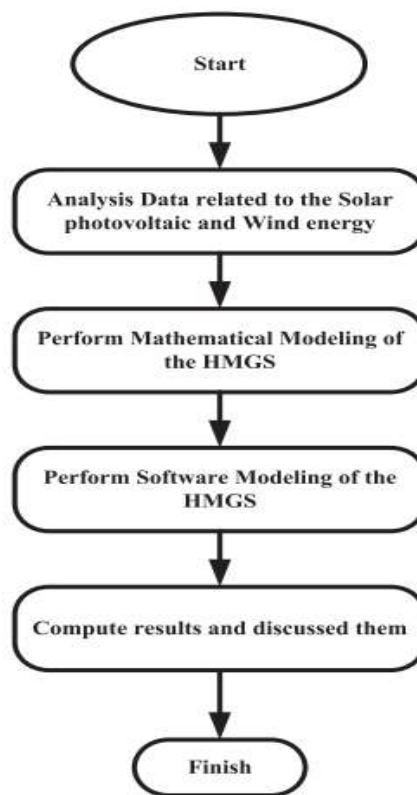 Start
Analysis Data related to the Solar
photovoltaic and Wind energy
Perform Mathematical Modeling of
the HMGS
Perform Software Modeling of the
HMGS
Compute results and discussed them
Finish